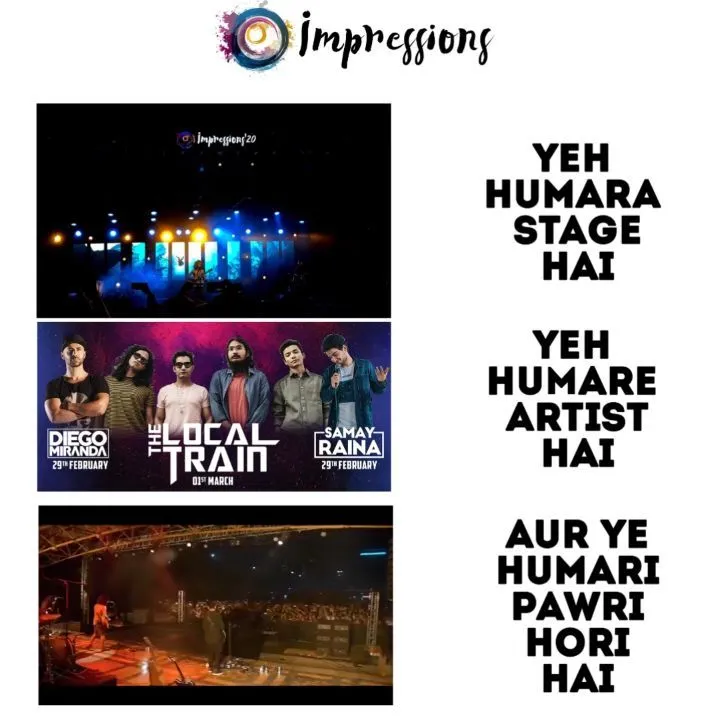 Impressions
Impressions'20
YEH
HUMARA
STAGE
HAI
DIEGO
MIRANDA
29TH FEBRUARY
THE LOCAL
TRAIN
01ST MARCH
SAMAY
RAINA
29TH FEBRUARY
YEH
HUMARE
ARTIST
HAI
AUR YE
HUMARI
PAWRI
HORI
HAI